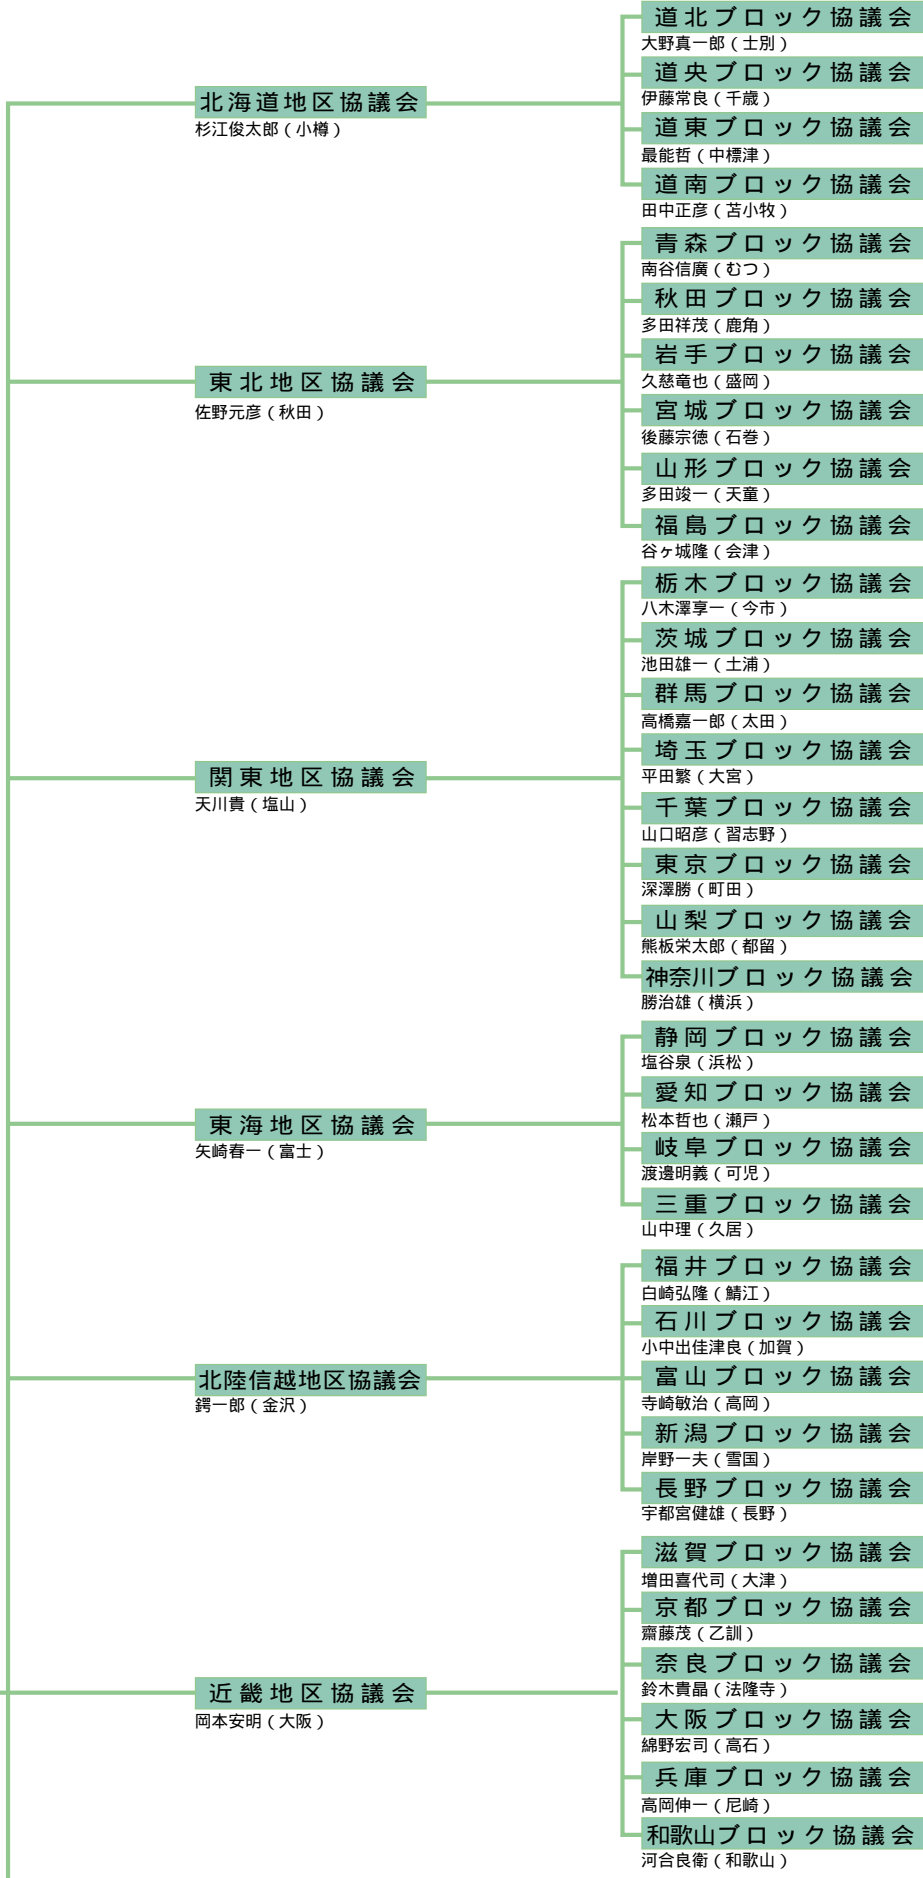 北海道地区協議会
杉江俊太郎(小樽)
道北ブロック協議会
大野真一郎(士別)
道央ブロック協議会
伊藤常良(千歳)
道東ブロック協議会
最能哲(中標津)
道南ブロック協議会
田中正彦(苫小牧)
東北地区協議会
佐野元彦(秋田)
青森ブロック協議会
南谷信廣(むつ)
秋田ブロック協議会
多田祥茂(鹿角)
岩手ブロック協議会
久慈竜也(盛岡)
宮城ブロック協議会
後藤宗徳(石巻)
山形ブロック協議会
多田竣一(天童)
福島ブロック協議会
谷ヶ城隆(会津)
関東地区協議会
天川貴(塩山)
栃木ブロック協議会
八木澤享一(今市)
茨城ブロック協議会
池田雄一(土浦)
群馬ブロック協議会
高橋嘉一郎(太田)
埼玉ブロック協議会
平田繁(大宮)
千葉ブロック協議会
山口昭彦(習志野)
東京ブロック協議会
深澤勝(町田)
山梨ブロック協議会
熊板栄太郎(都留)
神奈川ブロック協議会
勝治雄(横浜)
東海地区協議会
矢崎春一(富士)
静岡ブロック協議会
塩谷泉(浜松)
愛知ブロック協議会
松本哲也(瀬戸)
岐阜ブロック協議会
渡邊明義(可児)
三重ブロック協議会
山中理(久居)
北陸信越地区協議会
鍔一郎(金沢)
福井ブロック協議会
白崎弘隆(鯖江)
石川ブロック協議会
小中出佳津良(加賀)
富山ブロック協議会
寺崎敏治(高岡)
新潟ブロック協議会
岸野一夫(雪国)
長野ブロック協議会
宇都宮健雄(長野)
近畿地区協議会
岡本安明(大阪)
滋賀ブロック協議会
増田喜代司(大津)
京都ブロック協議会
齋藤茂(乙訓)
奈良ブロック協議会
鈴木貴晶(法隆寺)
大阪ブロック協議会
綿野宏司(高石)
兵庫ブロック協議会
高岡伸一(尼崎)
和歌山ブロック協議会
河合良衛(和歌山)